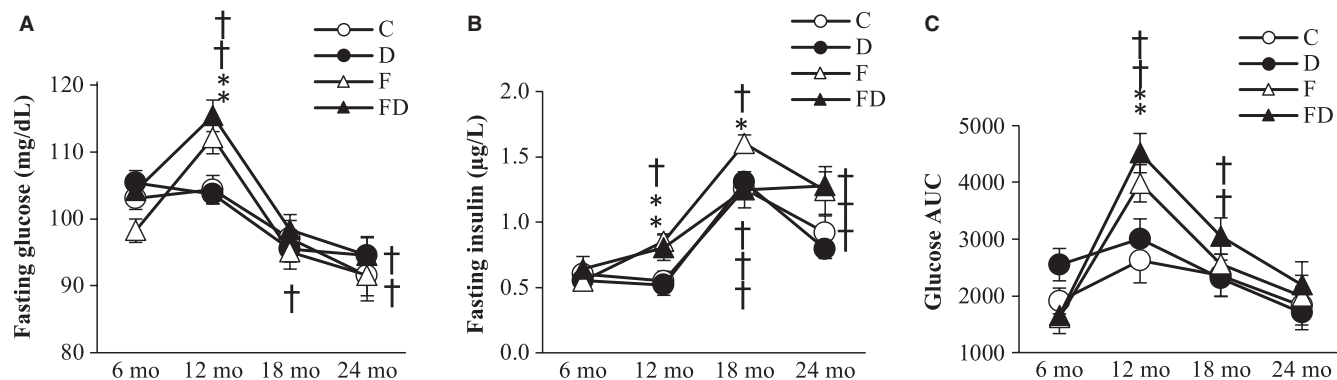 A
Fasting glucose (mg/dL)
120
110
100
90
80
6 mo 12 mo 18 mo 24 mo
†
†
*
*
†
†
†
C
D
F
FD
B
Fasting insulin (µg/L)
2.0
1.5
1.0
0.5
0.0
6 mo 12 mo 18 mo 24 mo
†
*
*
†
*
†
†
†
†
†
†
C
D
F
FD
C
Glucose AUC
5000
4000
3000
2000
1000
6 mo 12 mo 18 mo 24 mo
†
†
*
*
†
†
C
D
F
FD